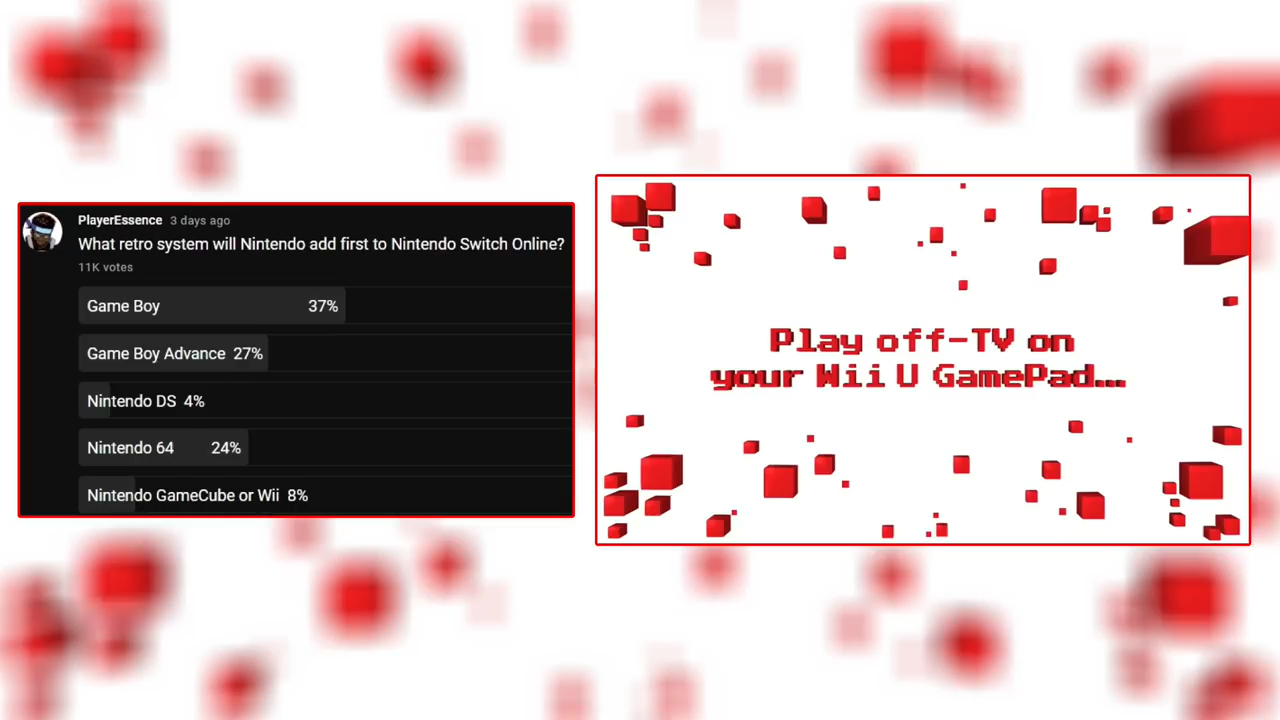 PlayerEssence 3 days ago
What retro system will Nintendo add first to Nintendo Switch Online?
11K votes
Game Boy 37%
Game Boy Advance 27%
Nintendo DS 4%
Nintendo 64 24%
Nintendo GameCube or Wii 8%
Play off-TV on
your Wii U GamePad...